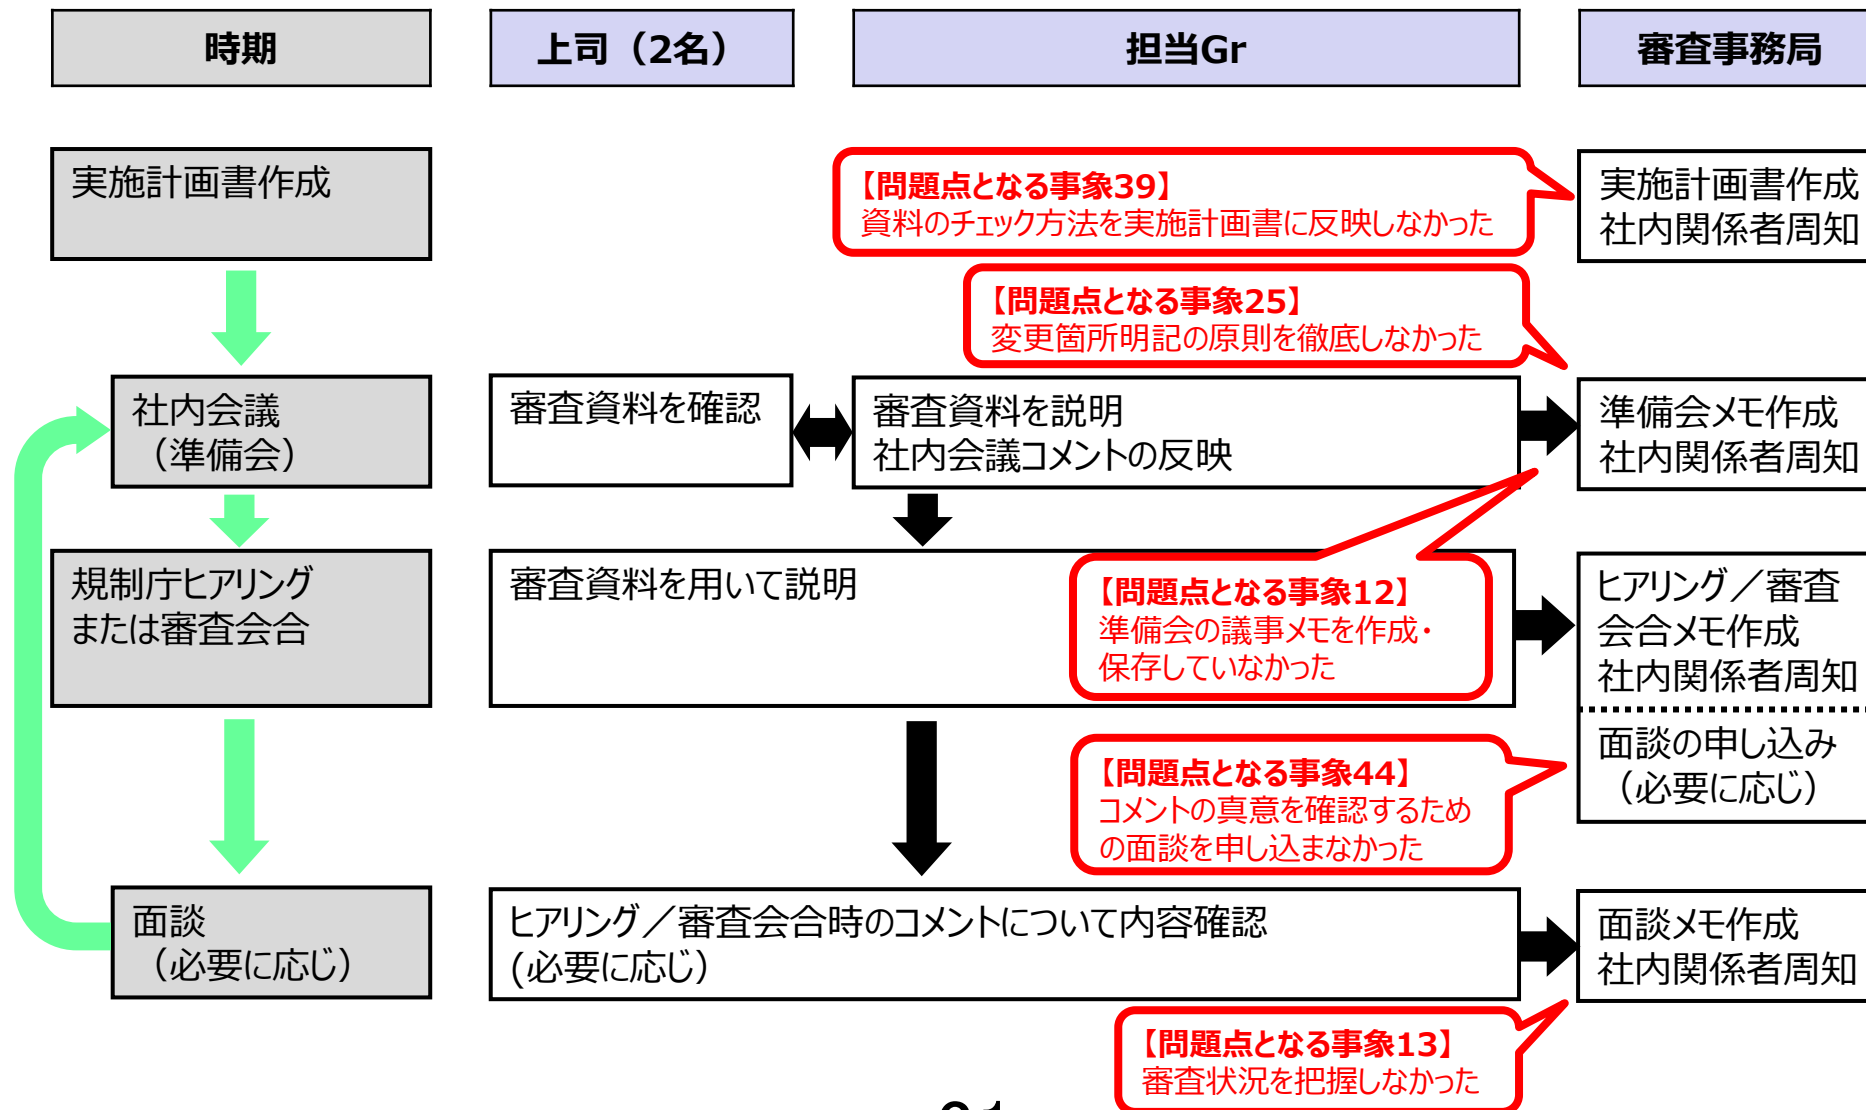 時期
上司（2名）
担当Gr
審査事務局
実施計画書作成
【問題点となる事象39】
資料のチェック方法を実施計画書に反映しなかった
実施計画書作成
社内関係者周知
【問題点となる事象25】
変更箇所明記の原則を徹底しなかった
社内会議
（準備会）
審査資料を確認
審査資料を説明
社内会議コメントの反映
準備会メモ作成
社内関係者周知
規制庁ヒアリング
または審査会合
審査資料を用いて説明
【問題点となる事象12】
準備会の議事メモを作成・
保存していなかった
ヒアリング／審査
会合メモ作成
社内関係者周知
面談の申し込み
（必要に応じ）
【問題点となる事象44】
コメントの真意を確認するため
の面談を申し込まなかった
面談
（必要に応じ）
ヒアリング／審査会合時のコメントについて内容確認
(必要に応じ）
面談メモ作成
社内関係者周知
【問題点となる事象13】
審査状況を把握しなかった